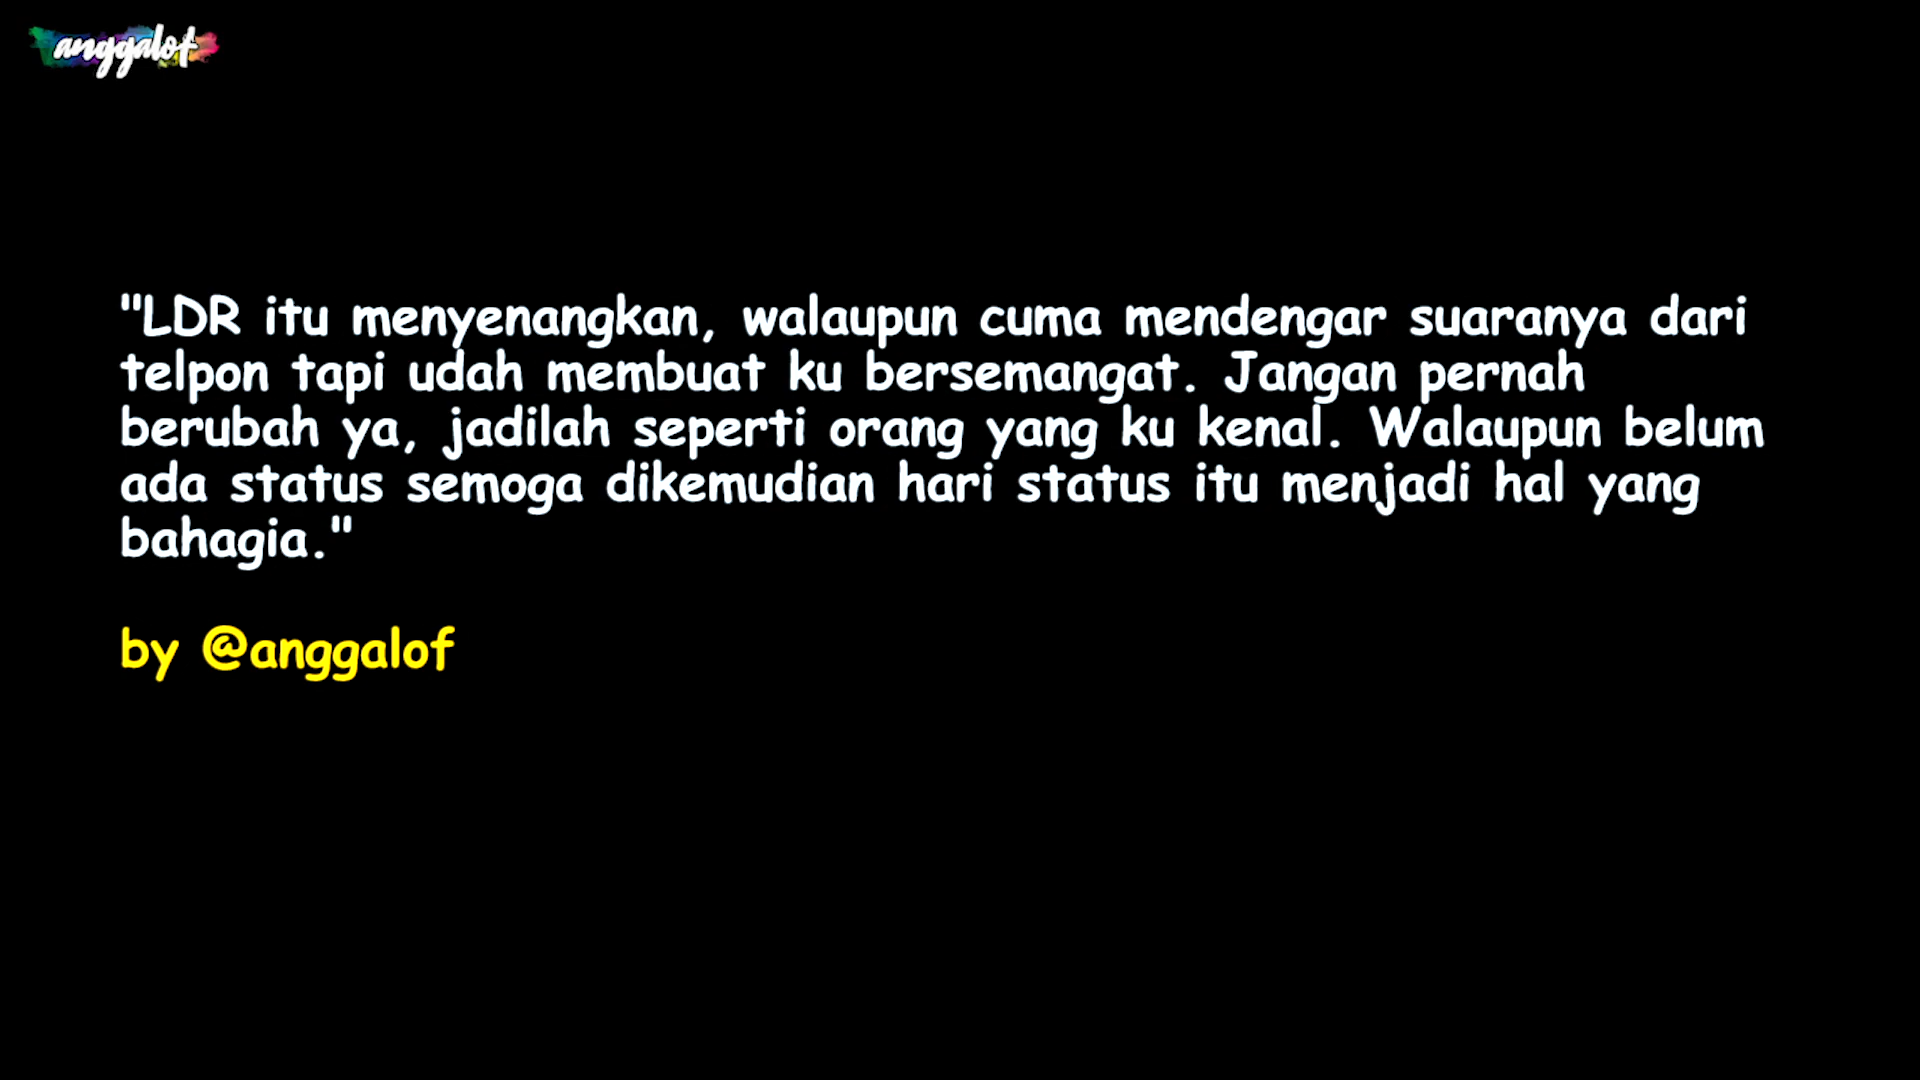 anggalof
"LDR itu menyenangkan, walaupun cuma mendengar suaranya dari
telpon tapi udah membuat ku bersemangat. Jangan pernah
berubah ya, jadilah seperti orang yang ku kenal. Walaupun belum
ada status semoga dikemudian hari status itu menjadi hal yang
bahagia."
by @anggalof